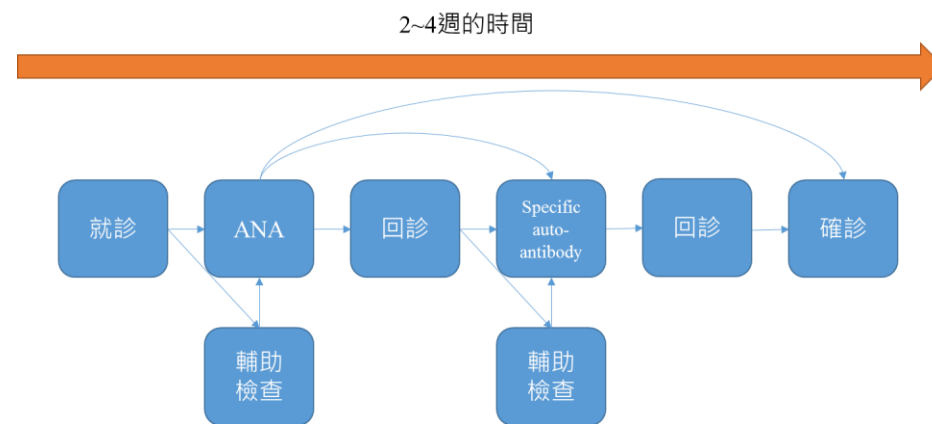 2~4週的時間
就診
ANA
回診
Specific
auto-
antibody
回診
確診
輔助
檢查
輔助
檢查